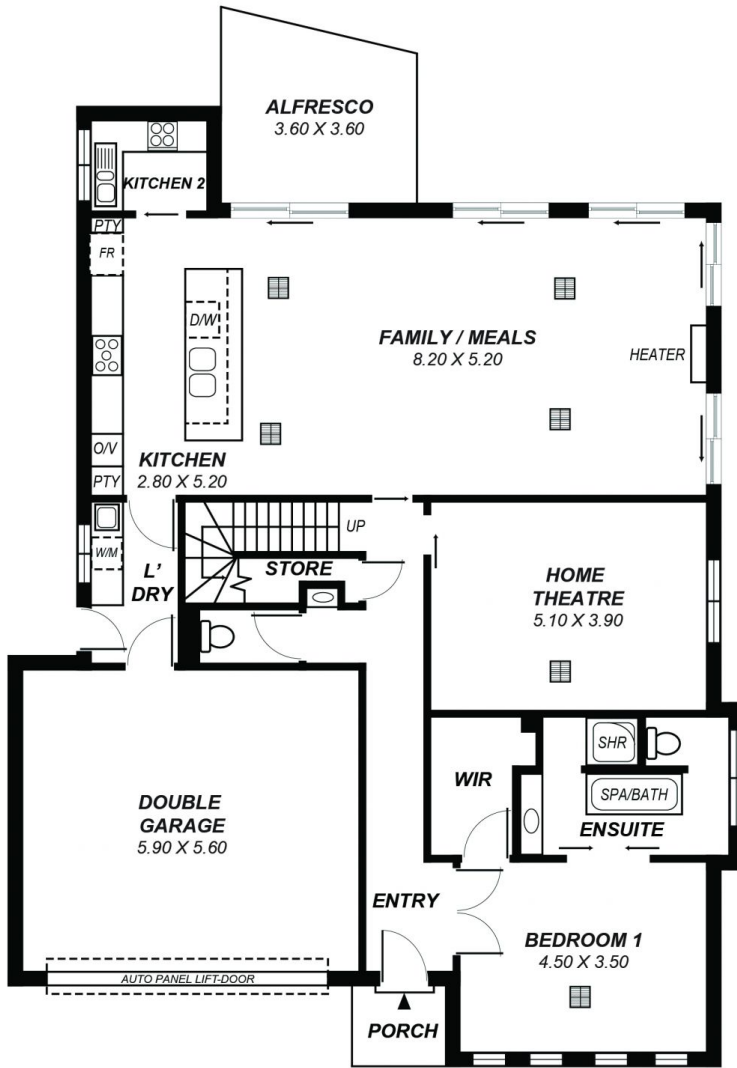 ALFRESCO
3.60 X 3.60
KITCHEN 2
PTY
FR
D/W
FAMILY / MEALS
8.20 X 5.20
HEATER
O/V
PTY
KITCHEN
2.80 X 5.20
W/M
L'
DRY
UP
STORE
HOME
THEATRE
5.10 X 3.90
SHR
WIR
SPA/BATH
ENSUITE
DOUBLE
GARAGE
5.90 X 5.60
ENTRY
BEDROOM 1
4.50 X 3.50
AUTO PANEL LIFT-DOOR
PORCH